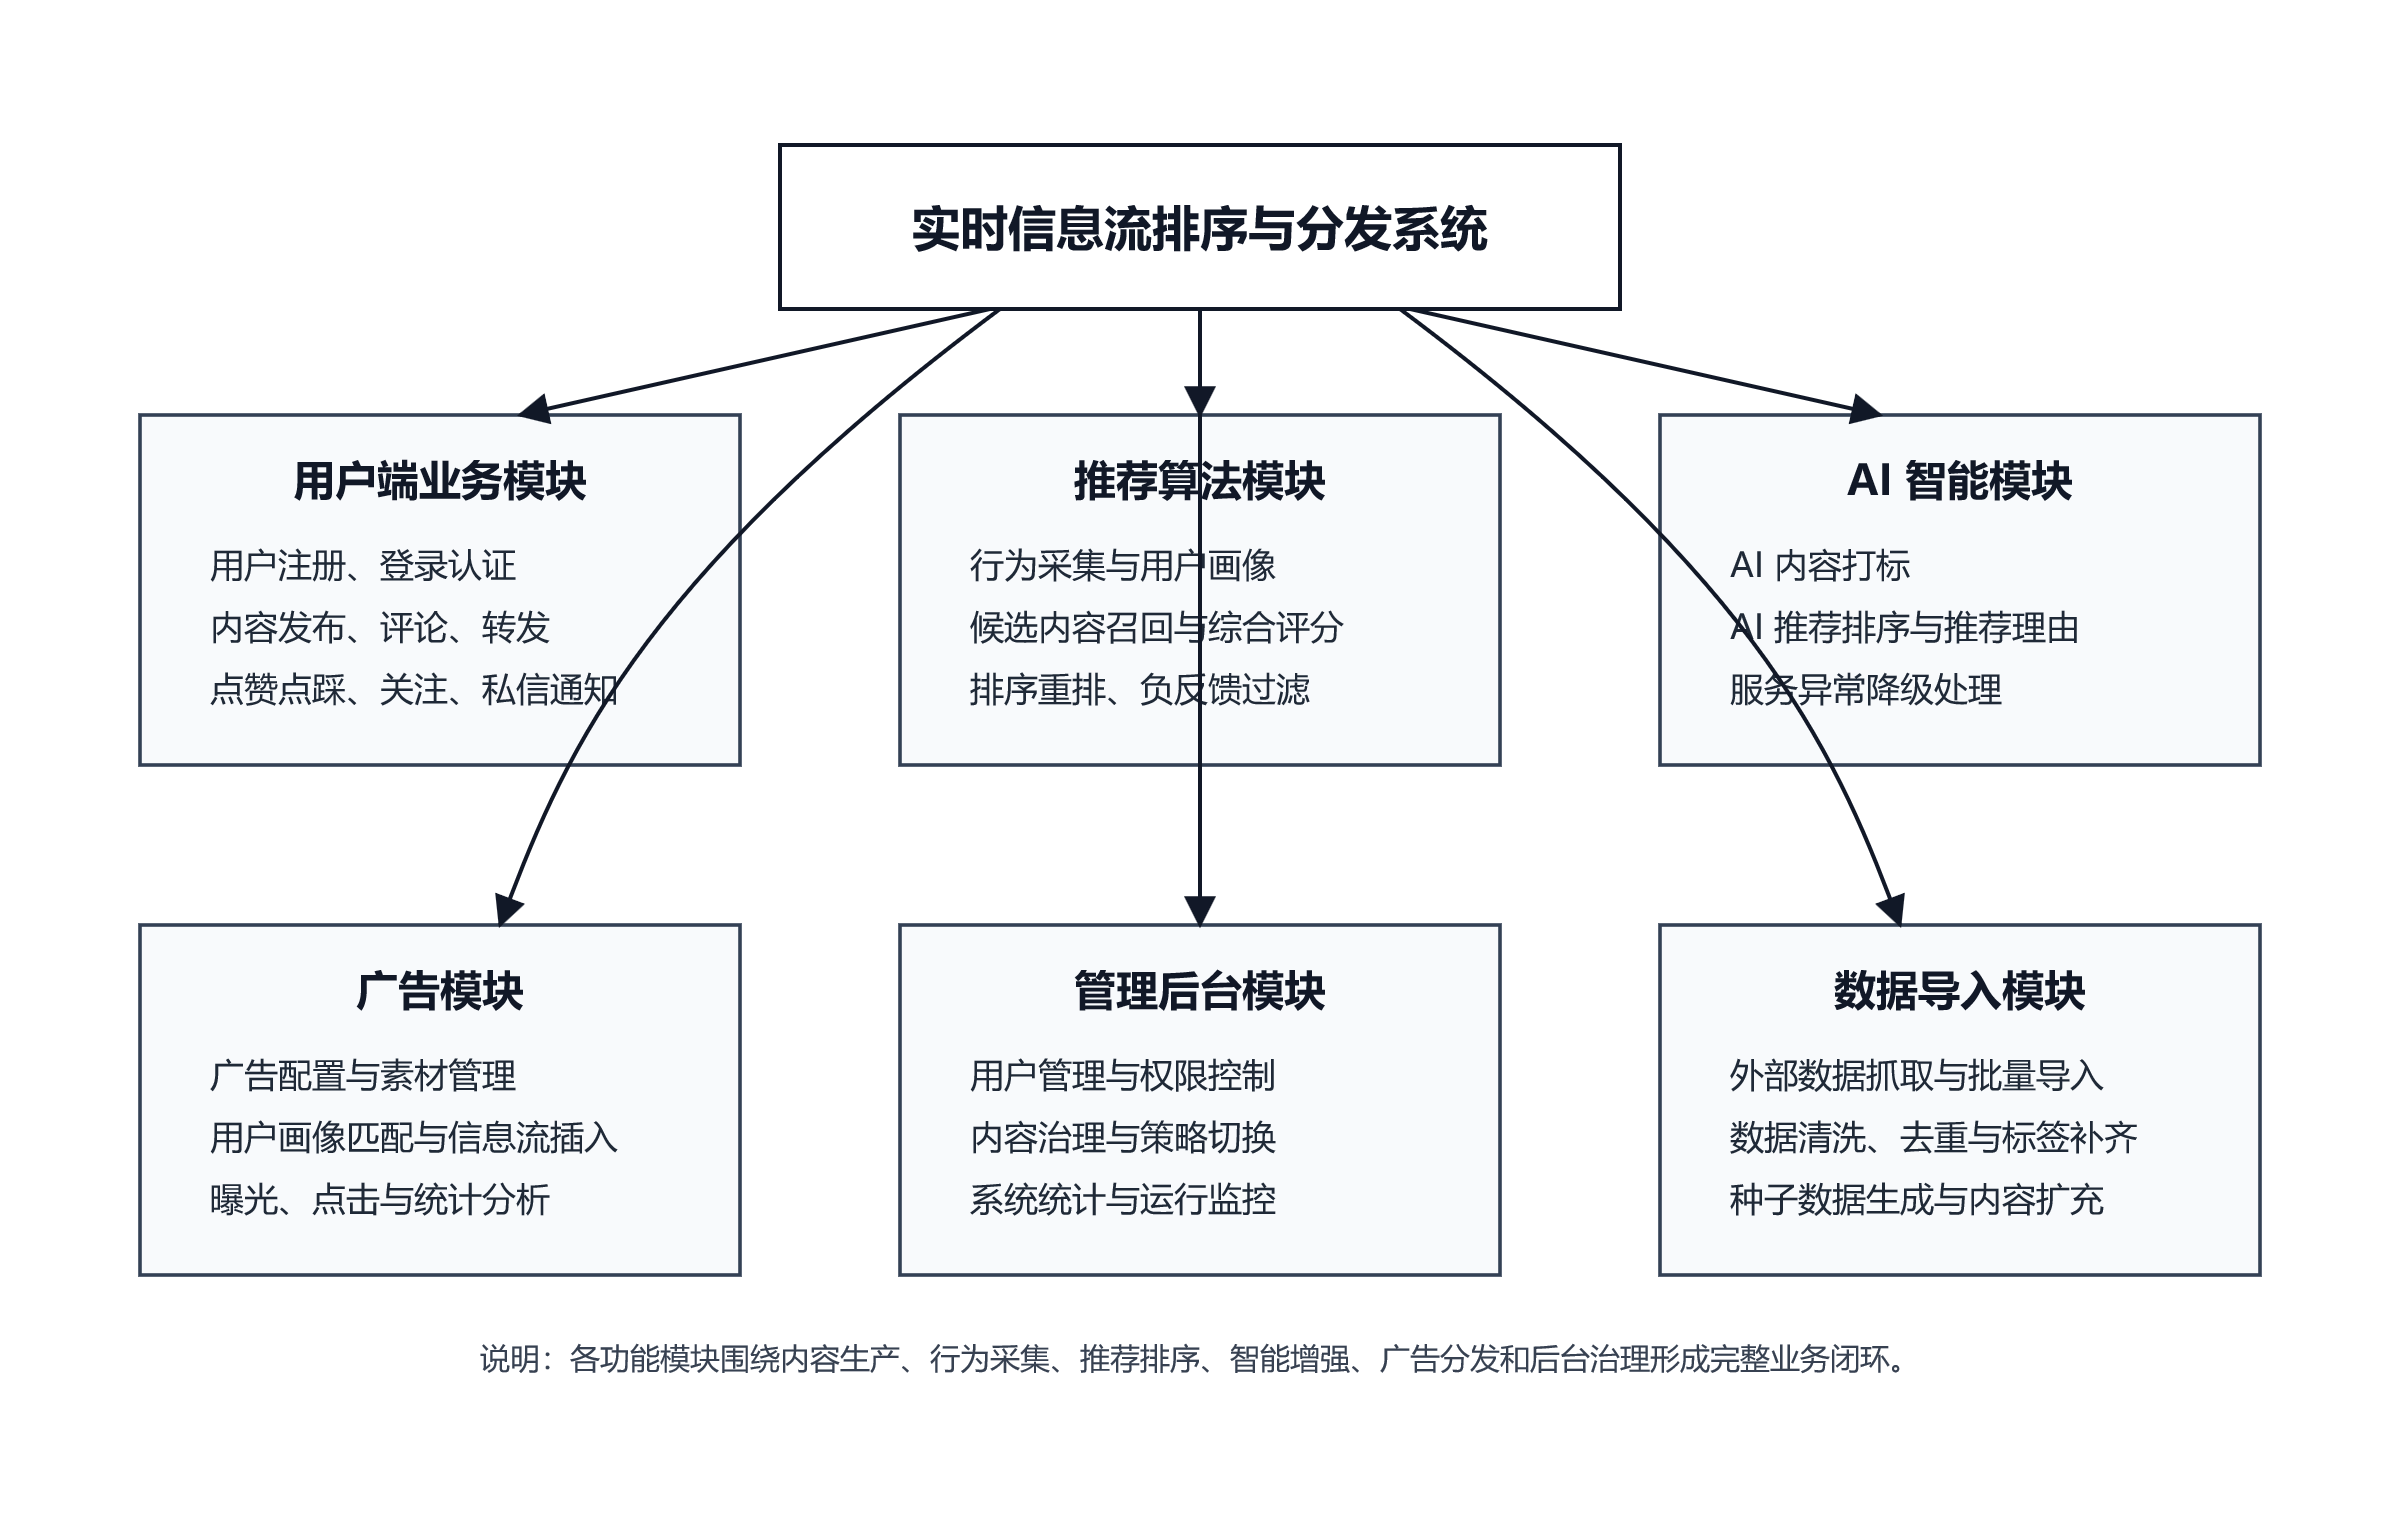 实时信息流排序与分发系统
用户端业务模块
用户注册、登录认证
内容发布、评论、转发
点赞点踩、关注、私信通知
推荐算法模块
行为采集与用户画像
候选内容召回与综合评分
排序重排、负反馈过滤
AI 智能模块
AI 内容打标
AI 推荐排序与推荐理由
服务异常降级处理
广告模块
广告配置与素材管理
用户画像匹配与信息流插入
曝光、点击与统计分析
管理后台模块
用户管理与权限控制
内容治理与策略切换
系统统计与运行监控
数据导入模块
外部数据抓取与批量导入
数据清洗、去重与标签补齐
种子数据生成与内容扩充
说明：各功能模块围绕内容生产、行为采集、推荐排序、智能增强、广告分发和后台治理形成完整业务闭环。